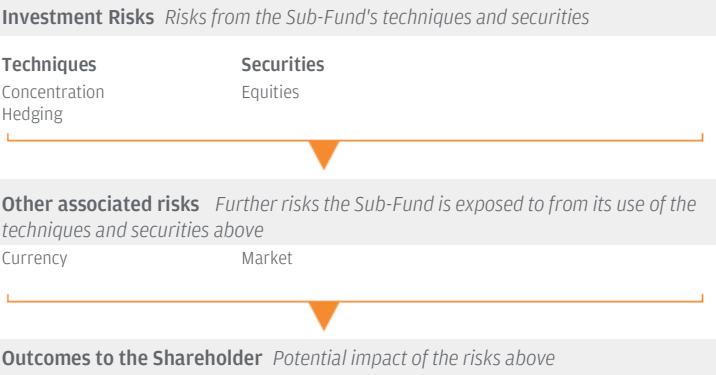 Investment Risks Risks from the Sub-Fund's techniques and securities
Techniques Securities
Concentration Equities
Hedging
Other associated risks Further risks the Sub-Fund is exposed to from its use of the
techniques and securities above
Currency Market
Outcomes to the Shareholder Potential impact of the risks above